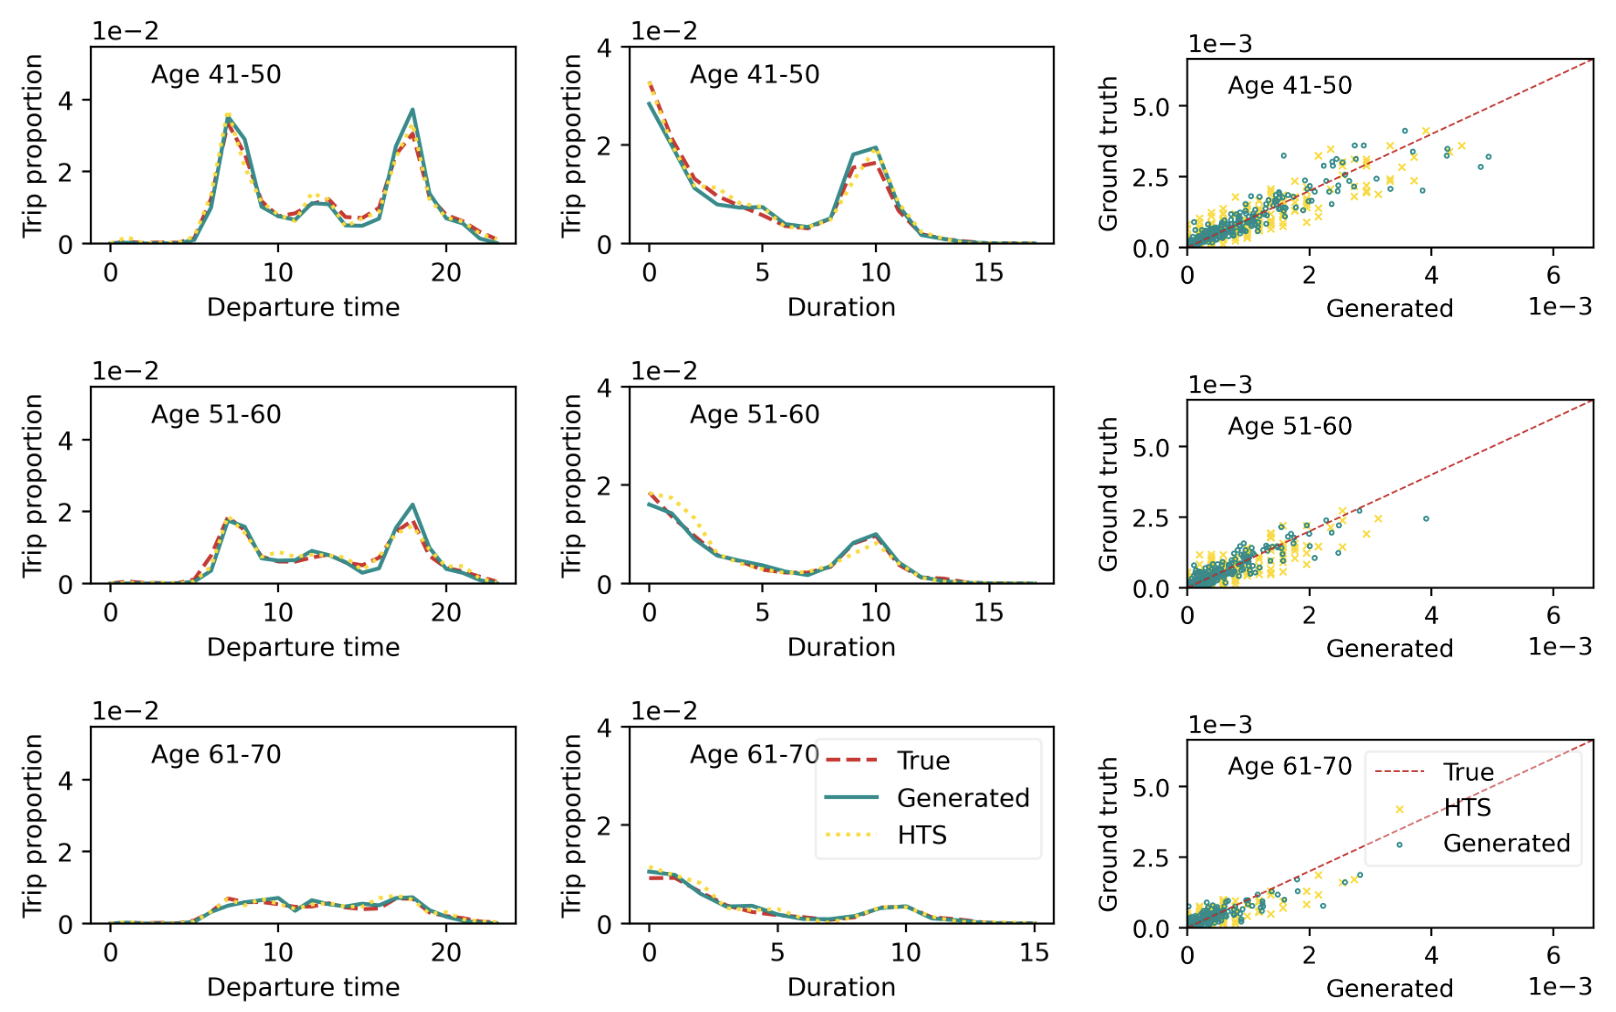 1e−2
Trip proportion
Age 41-50
4
2
0
0 10 20
Departure time
1e−2
Trip proportion
Age 41-50
4
2
0
0 5 10 15
Duration
1e−3
Ground truth
Age 41-50
5.0
2.5
0.0
0 2 4 6
Generated 1e−3
1e−2
Trip proportion
Age 51-60
4
2
0
0 10 20
Departure time
1e−2
Trip proportion
Age 51-60
4
2
0
0 5 10 15
Duration
1e−3
Ground truth
Age 51-60
5.0
2.5
0.0
0 2 4 6
Generated 1e−3
1e−2
Trip proportion
Age 61-70
4
2
0
0 10 20
Departure time
1e−2
Trip proportion
Age 61-70
True
Generated
HTS
4
2
0
0 5 10 15
Duration
1e−3
Ground truth
Age 61-70
True
HTS
Generated
5.0
2.5
0.0
0 2 4 6
Generated 1e−3